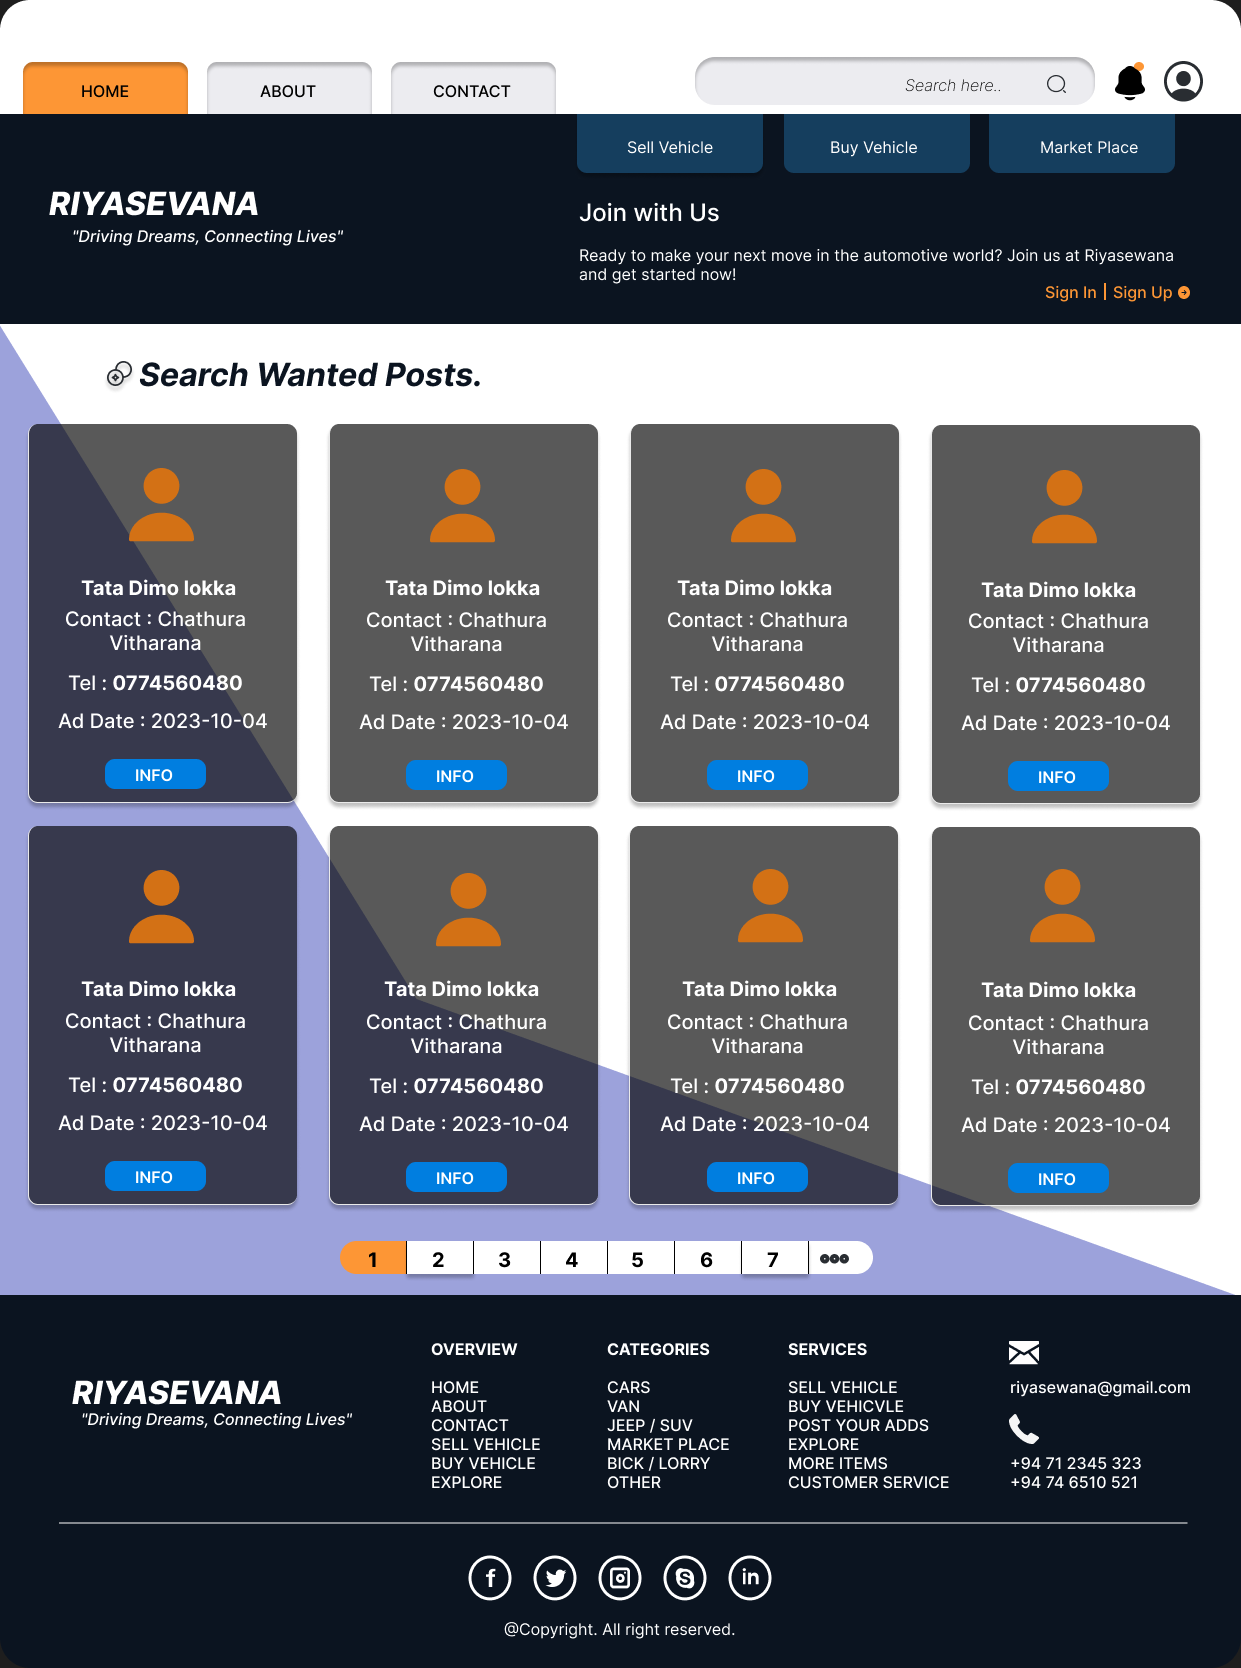 HOME
ABOUT
CONTACT
Search here..
Sell Vehicle
Buy Vehicle
Market Place
RIYASEVANA
"Driving Dreams, Connecting Lives"
Join with Us
Ready to make your next move in the automotive world? Join us at Riyasewana
and get started now!
Sign In | Sign Up
Search Wanted Posts.
Tata Dimo lokka
Contact : Chathura
Vitharana
Tel : 0774560480
Ad Date : 2023-10-04
INFO
Tata Dimo lokka
Contact : Chathura
Vitharana
Tel : 0774560480
Ad Date : 2023-10-04
INFO
Tata Dimo lokka
Contact : Chathura
Vitharana
Tel : 0774560480
Ad Date : 2023-10-04
INFO
Tata Dimo lokka
Contact : Chathura
Vitharana
Tel : 0774560480
Ad Date : 2023-10-04
INFO
Tata Dimo lokka
Contact : Chathura
Vitharana
Tel : 0774560480
Ad Date : 2023-10-04
INFO
Tata Dimo lokka
Contact : Chathura
Vitharana
Tel : 0774560480
Ad Date : 2023-10-04
INFO
Tata Dimo lokka
Contact : Chathura
Vitharana
Tel : 0774560480
Ad Date : 2023-10-04
INFO
Tata Dimo lokka
Contact : Chathura
Vitharana
Tel : 0774560480
Ad Date : 2023-10-04
INFO
1 2 3 4 5 6 7
RIYASEVANA
"Driving Dreams, Connecting Lives"
OVERVIEW
HOME
ABOUT
CONTACT
SELL VEHICLE
BUY VEHICLE
EXPLORE
CATEGORIES
CARS
VAN
JEEP / SUV
MARKET PLACE
BICK / LORRY
OTHER
SERVICES
SELL VEHICLE
BUY VEHICVLE
POST YOUR ADDS
EXPLORE
MORE ITEMS
CUSTOMER SERVICE
riyasewana@gmail.com
+94 71 2345 323
+94 74 6510 521
@Copyright. All right reserved.